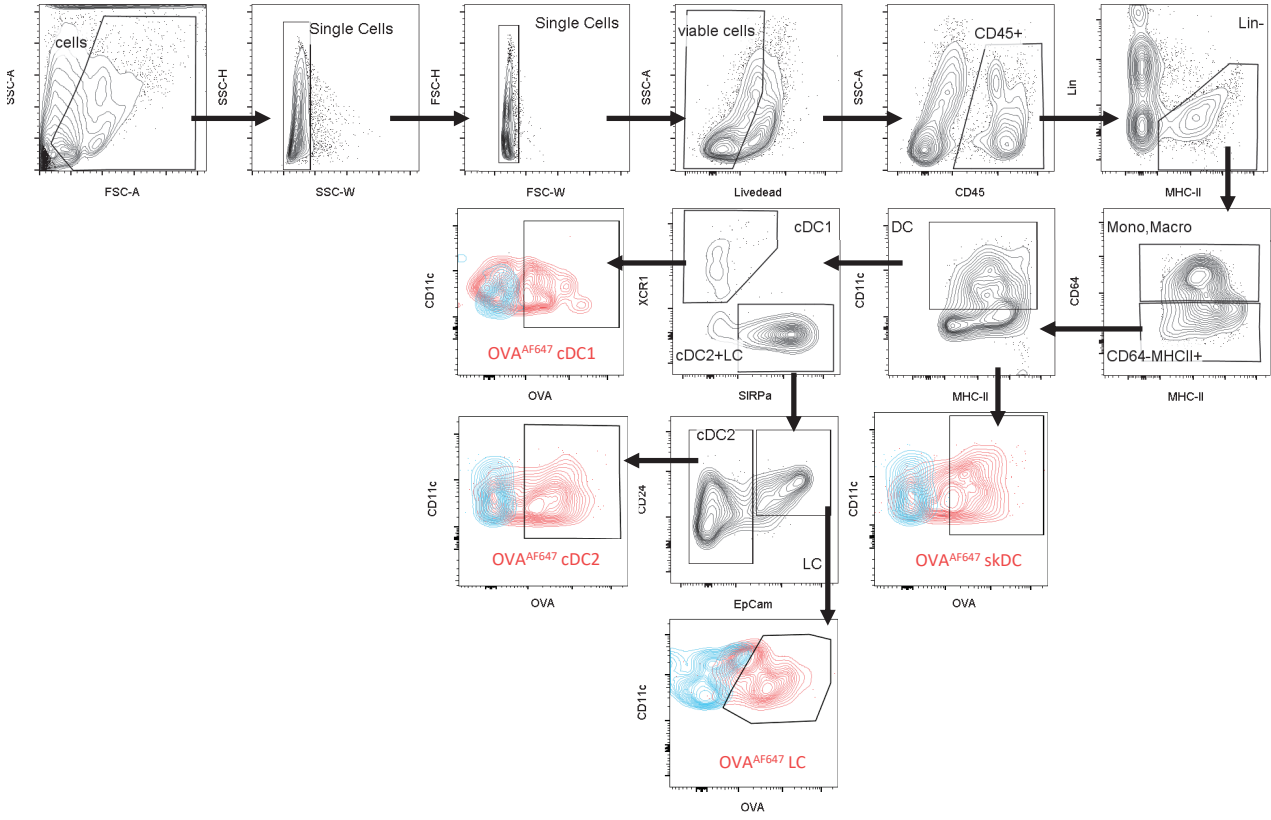 cells
SSC-A
FSC-A
Single Cells
SSC-H
SSC-W
Single Cells
FSC-H
FSC-W
viable cells
SSC-A
Livedead
CD45+
SSC-A
CD45
Lin-
Lin
MHC-II
CD11c
OVA^AF647 cDC1
OVA
cDC1
XCR1
cDC2+LC
SIRPa
DC
CD11c
MHC-II
Mono,Macro
CD64
CD64-MHCII+
MHC-II
CD11c
OVA^AF647 cDC2
OVA
cDC2
CD24
LC
EpCam
CD11c
OVA^AF647 skDC
OVA
CD11c
OVA^AF647 LC
OVA